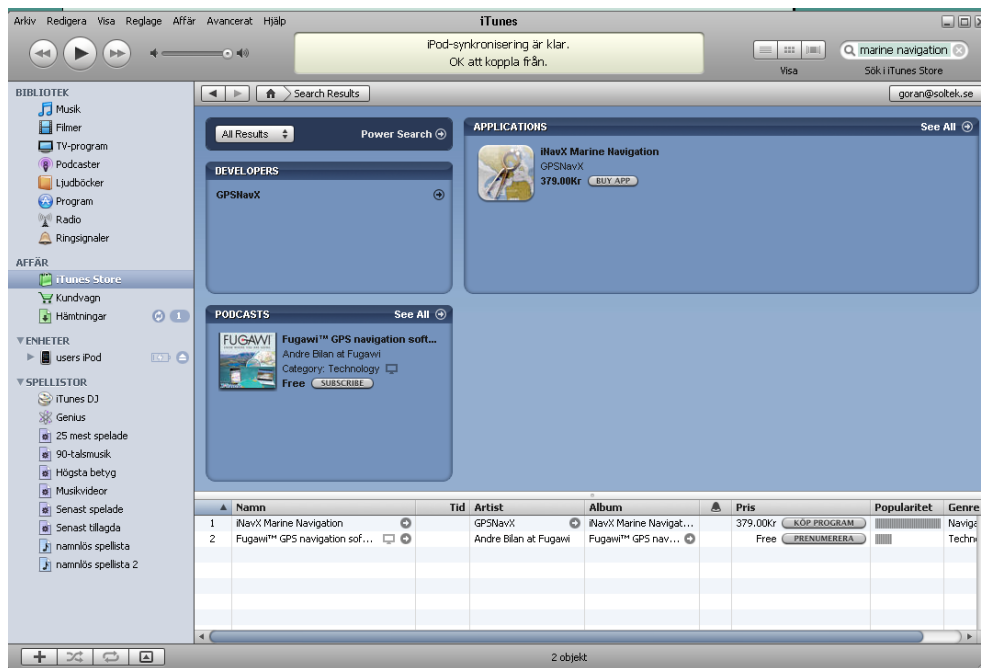 Arkiv Redigera Visa Reglage Affär Avancerat Hjälp
iTunes
iPod-synkronisering är klar.
OK att koppla från.
Visa
marine navigation
Sök i iTunes Store
BIBLIOTEK
Musik
Filmer
TV-program
Podcaster
Ljudböcker
Program
Radio
Ringsignaler
AFFÄR
iTunes Store
Kundvagn
Hämtningar 1
ENHETER
users iPod
SPELLISTOR
iTunes DJ
Genius
25 mest spelade
90-talsmusik
Högsta betyg
Musikvideor
Senast spelade
Senast tillagda
namnlös spellista
namnlös spellista 2
Search Results
goran@soltek.se
All Results Power Search
DEVELOPERS
GPSNavX
APPLICATIONS See All
iNavX Marine Navigation
GPSNavX
379.00Kr BUY APP
PODCASTS See All
FUGAWI
Fugawi™ GPS navigation soft...
Andre Bilan at Fugawi
Category: Technology
Free SUBSCRIBE
Namn Tid Artist Album Pris Popularitet Genre
1 iNavX Marine Navigation GPSNavX iNavX Marine Navigat... 379.00Kr KÖP PROGRAM Naviga
2 Fugawi™ GPS navigation sof... Andre Bilan at Fugawi Fugawi™ GPS nav... Free PRENUMERERA Techn
2 objekt